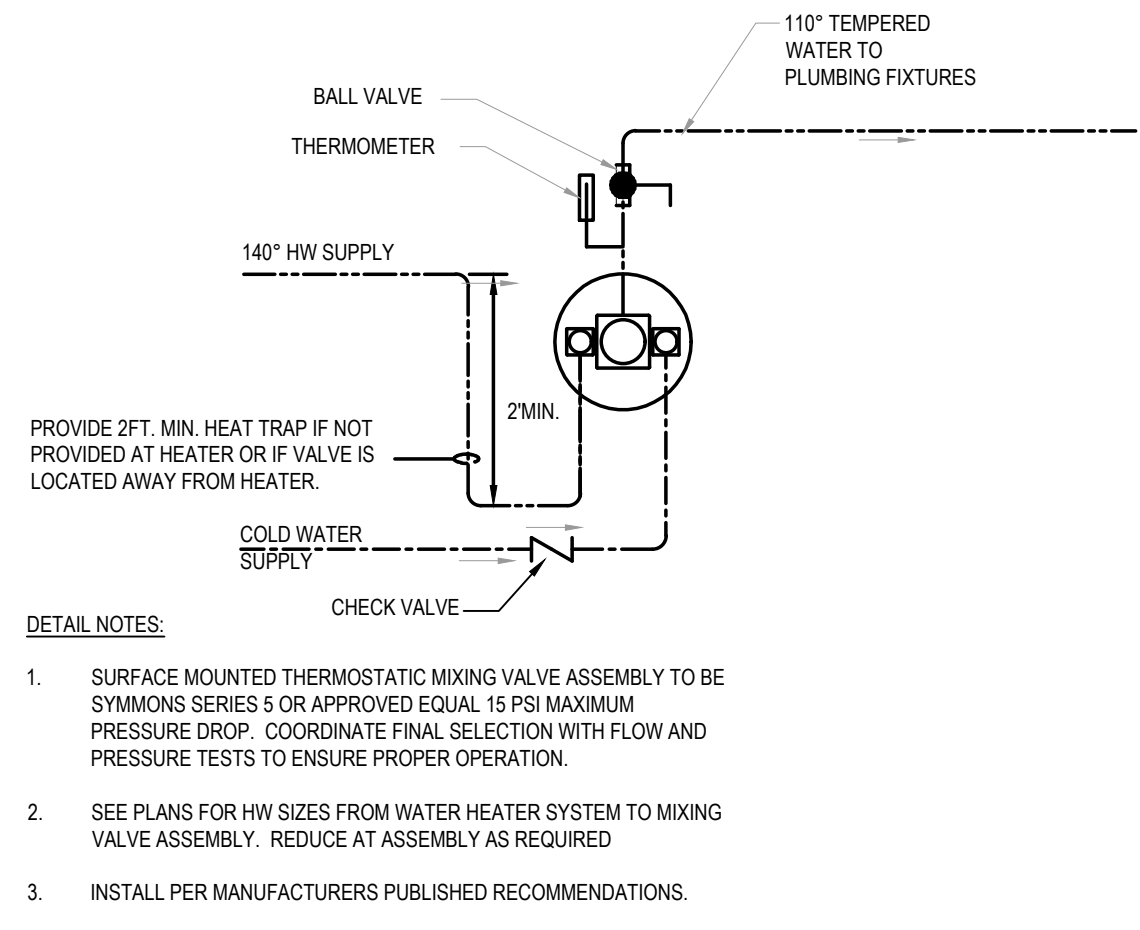 110° TEMPERED
WATER TO
PLUMBING FIXTURES
BALL VALVE
THERMOMETER
140° HW SUPPLY
2'MIN.
PROVIDE 2FT. MIN. HEAT TRAP IF NOT
PROVIDED AT HEATER OR IF VALVE IS
LOCATED AWAY FROM HEATER.
COLD WATER
SUPPLY
CHECK VALVE
DETAIL NOTES:
1. SURFACE MOUNTED THERMOSTATIC MIXING VALVE ASSEMBLY TO BE
SYMMONS SERIES 5 OR APPROVED EQUAL 15 PSI MAXIMUM
PRESSURE DROP. COORDINATE FINAL SELECTION WITH FLOW AND
PRESSURE TESTS TO ENSURE PROPER OPERATION.
2. SEE PLANS FOR HW SIZES FROM WATER HEATER SYSTEM TO MIXING
VALVE ASSEMBLY. REDUCE AT ASSEMBLY AS REQUIRED
3. INSTALL PER MANUFACTURERS PUBLISHED RECOMMENDATIONS.